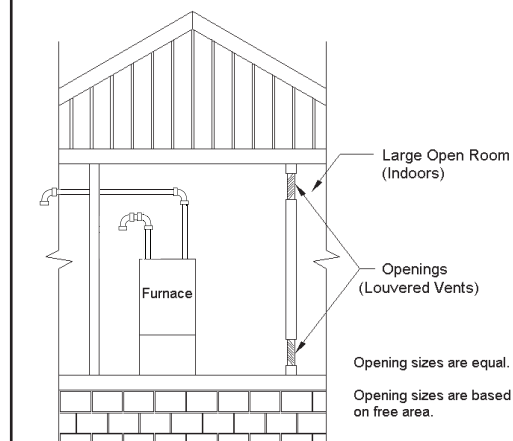 Large Open Room
(Indoors)
Furnace
Openings
(Louvered Vents)
Opening sizes are equal.
Opening sizes are based
on free area.